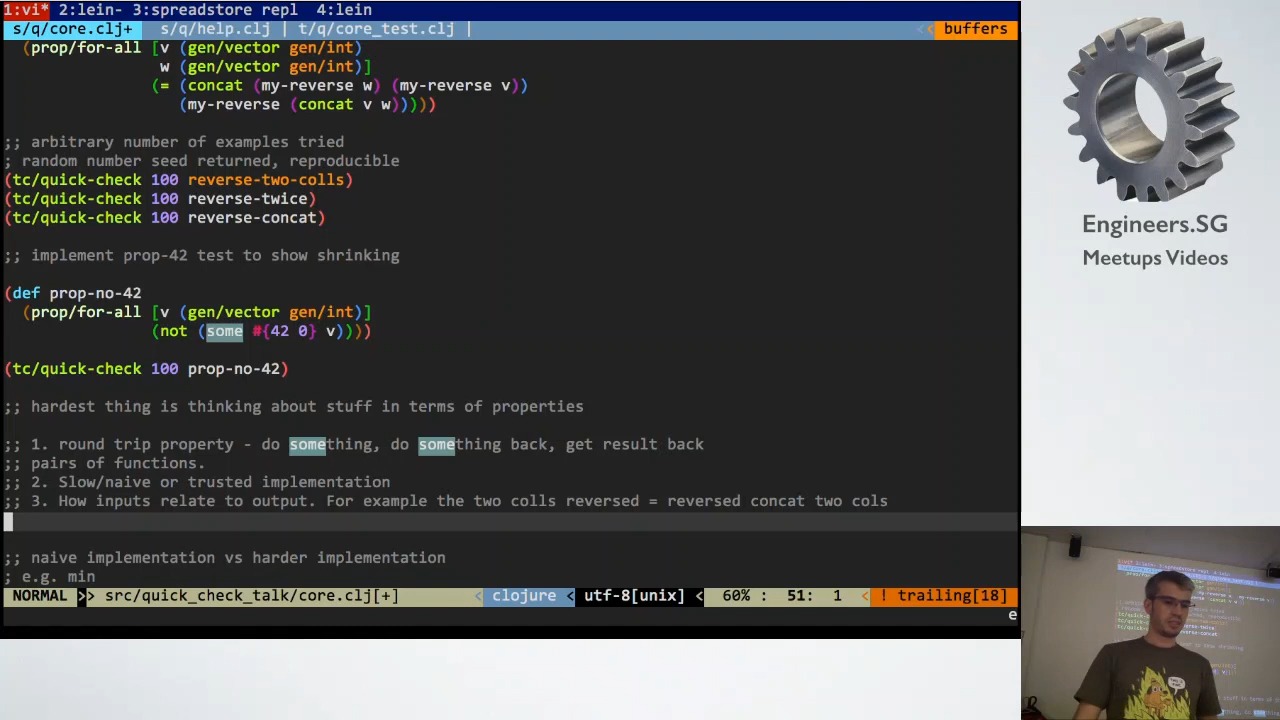 1:vi* 2:lein- 3:spreadstore repl  4:lein
s/q/core.clj+  s/q/help.clj | t/q/core_test.clj | < buffers
(prop/for-all [v (gen/vector gen/int)
w (gen/vector gen/int)]
(= (concat (my-reverse w) (my-reverse v))
(my-reverse (concat v w)))))
;; arbitrary number of examples tried
; random number seed returned, reproducible
(tc/quick-check 100 reverse-two-colls)
(tc/quick-check 100 reverse-twice)
(tc/quick-check 100 reverse-concat)
;; implement prop-42 test to show shrinking
(def prop-no-42
(prop/for-all [v (gen/vector gen/int)]
(not (some #{42 0} v))))
(tc/quick-check 100 prop-no-42)
;; hardest thing is thinking about stuff in terms of properties
;; 1. round trip property - do something, do something back, get result back
;; pairs of functions.
;; 2. Slow/naive or trusted implementation
;; 3. How inputs relate to output. For example the two colls reversed = reversed concat two cols
;; naive implementation vs harder implementation
; e.g. min
NORMAL >> src/quick_check_talk/core.clj[+] < clojure < utf-8[unix] < 60% : 51: 1 < ! trailing[18]
e
Engineers.SG
Meetups Videos